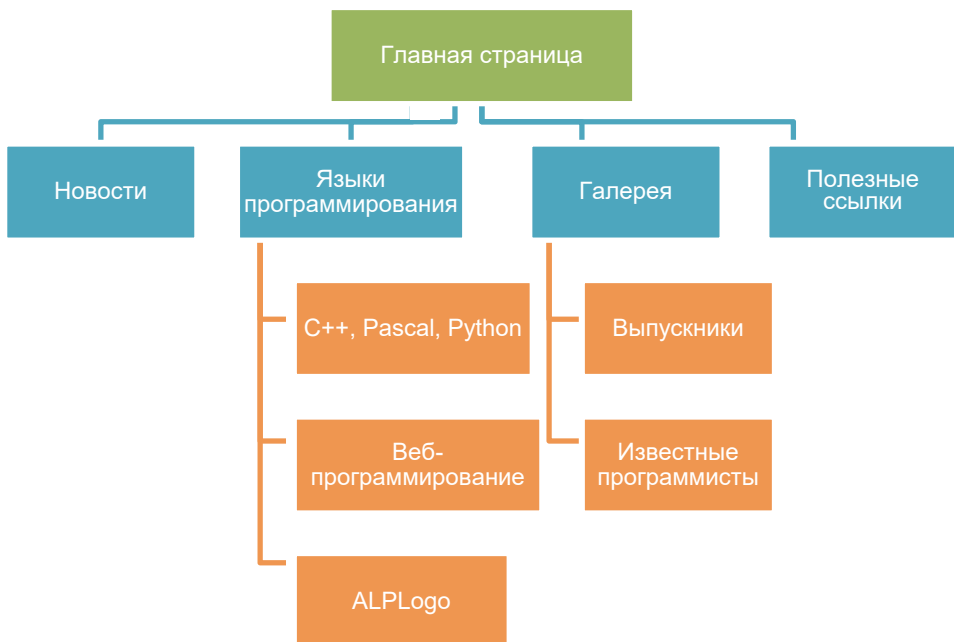 Главная страница
Новости
Языки
программирования
Галерея
Полезные
ссылки
C++, Pascal, Python
Выпускники
Веб-
программирование
Известные
программисты
ALPLogo